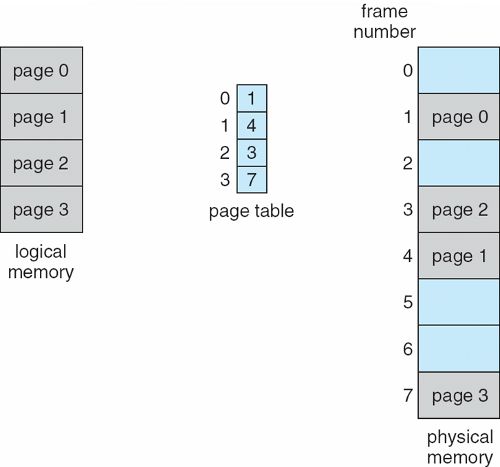 page 0
page 1
page 2
page 3
logical
memory
0 1
1 4
2 3
3 7
page table
frame
number
0
1 page 0
2
3 page 2
4 page 1
5
6
7 page 3
physical
memory